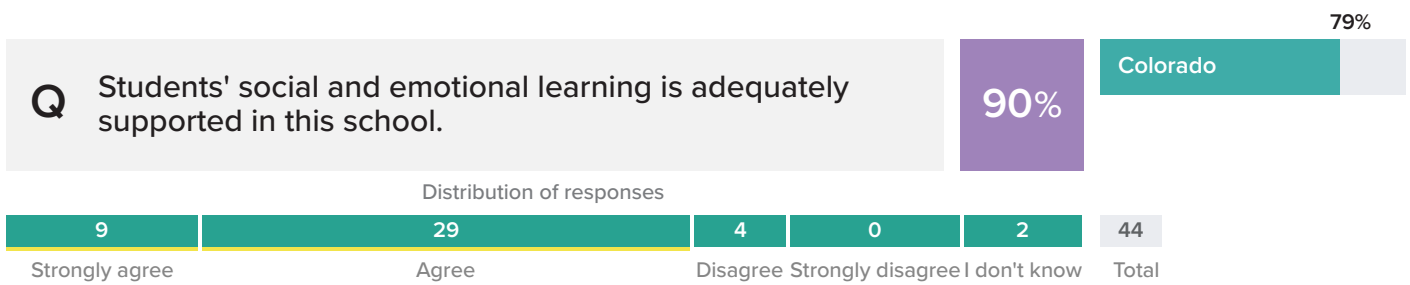 79%
Q
Students' social and emotional learning is adequately
supported in this school.
90%
Colorado
Distribution of responses
9 29 4 0 2 44
Strongly agree Agree Disagree Strongly disagree I don't know Total